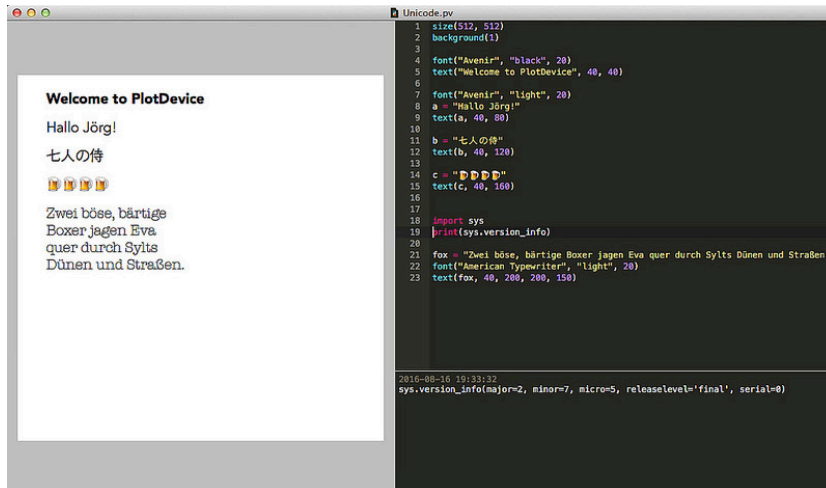 Unicode.pv
Welcome to PlotDevice
Hallo Jörg!
七人の侍
🍺🍺🍺🍺
Zwei böse, bärtige
Boxer jagen Eva
quer durch Sylts
Dünen und Straßen.
1 size(512, 512)
2 background(1)
3
4 font("Avenir", "black", 20)
5 text("Welcome to PlotDevice", 40, 40)
6
7 font("Avenir", "light", 20)
8 a = "Hallo Jörg!"
9 text(a, 40, 80)
10
11 b = "七人の侍"
12 text(b, 40, 120)
13
14 c = "🍺🍺🍺🍺"
15 text(c, 40, 160)
16
17
18 import sys
19 print(sys.version_info)
20
21 fox = "Zwei böse, bärtige Boxer jagen Eva quer durch Sylts Dünen und Straßen
22 font("American Typewriter", "light", 20)
23 text(fox, 40, 200, 200, 150)
2016-08-16 19:33:32
sys.version_info(major=2, minor=7, micro=5, releaselevel='final', serial=0)